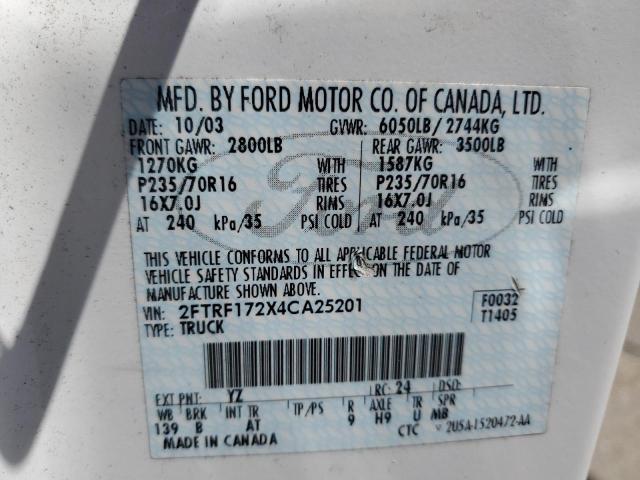 MFD. BY FORD MOTOR CO. OF CANADA, LTD.
DATE: 10/03 GVWR: 6050LB/ 2744KG
FRONT GAWR: 2800LB REAR GAWR: 3500LB
1270KG WITH 1587KG WITH
P235/70R16 TIRES P235/70R16 TIRES
16X7.0J RIMS 16X7.0J RIMS
AT 240 kPa/35 PSI COLD AT 240 kPa/35 PSI COLD
Ford
THIS VEHICLE CONFORMS TO ALL APPLICABLE FEDERAL MOTOR
VEHICLE SAFETY STANDARDS IN EFFECT ON THE DATE OF
MANUFACTURE SHOWN ABOVE.
VIN: 2FTRF172X4CA25201 F0032
TYPE: TRUCK T1405
EXT PNT: YZ RC: 24 DSO:
WB BRK INT TR TP/PS R AXLE TR SPR
139 B AT 9 H9 U MB
MADE IN CANADA CTC 2U5A-1520472-AA